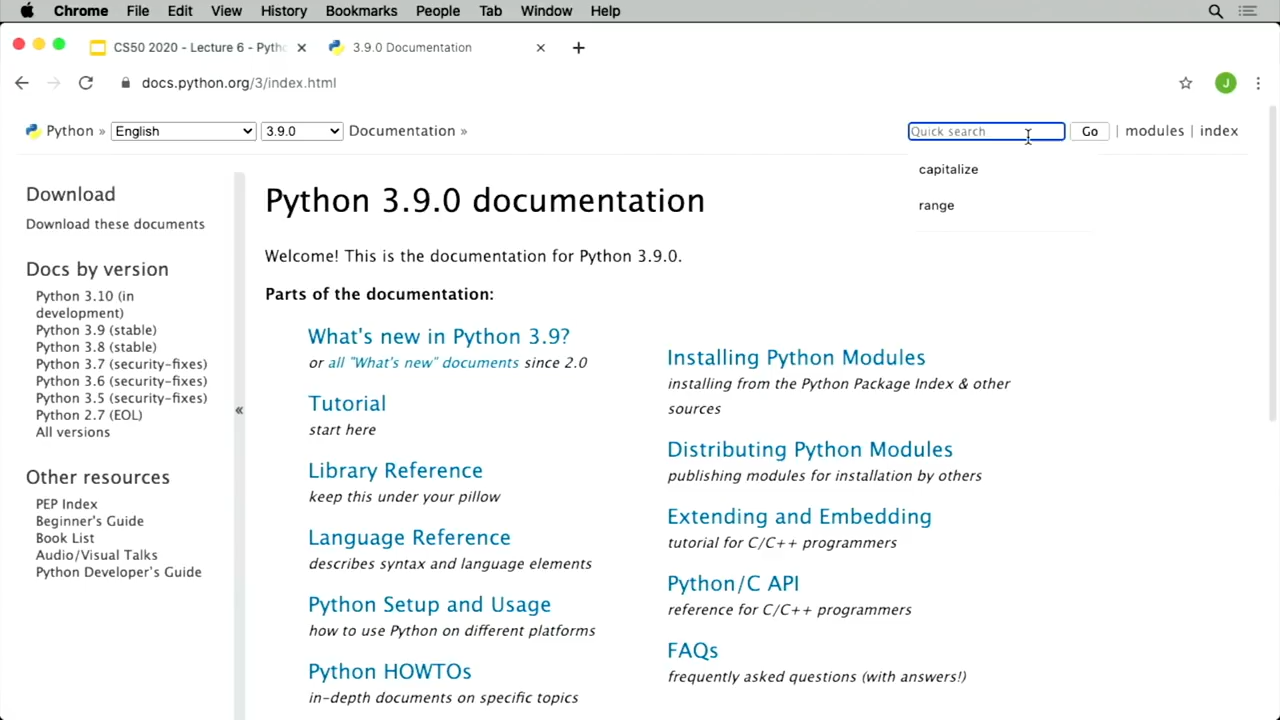 Chrome File Edit View History Bookmarks People Tab Window Help
CS50 2020 - Lecture 6 - Pytho
3.9.0 Documentation
docs.python.org/3/index.html
J
Python » English 3.9.0 Documentation »
Quick search Go | modules | index
capitalize
range
Download
Download these documents
Docs by version
Python 3.10 (in
development)
Python 3.9 (stable)
Python 3.8 (stable)
Python 3.7 (security-fixes)
Python 3.6 (security-fixes)
Python 3.5 (security-fixes)
Python 2.7 (EOL)
All versions
Other resources
PEP Index
Beginner's Guide
Book List
Audio/Visual Talks
Python Developer's Guide
«
Python 3.9.0 documentation
Welcome! This is the documentation for Python 3.9.0.
Parts of the documentation:
What's new in Python 3.9?
or all "What's new" documents since 2.0
Tutorial
start here
Library Reference
keep this under your pillow
Language Reference
describes syntax and language elements
Python Setup and Usage
how to use Python on different platforms
Python HOWTOs
in-depth documents on specific topics
Installing Python Modules
installing from the Python Package Index & other
sources
Distributing Python Modules
publishing modules for installation by others
Extending and Embedding
tutorial for C/C++ programmers
Python/C API
reference for C/C++ programmers
FAQs
frequently asked questions (with answers!)